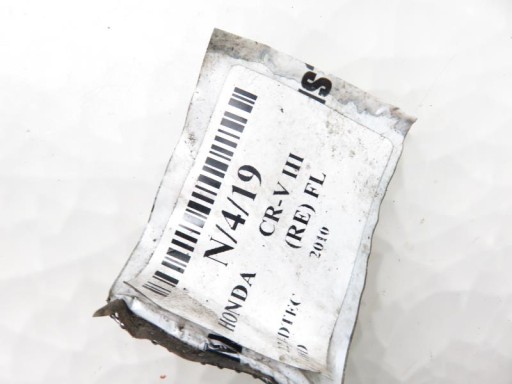 N/4/19
HONDA CR-V III
(RE) FL
2010